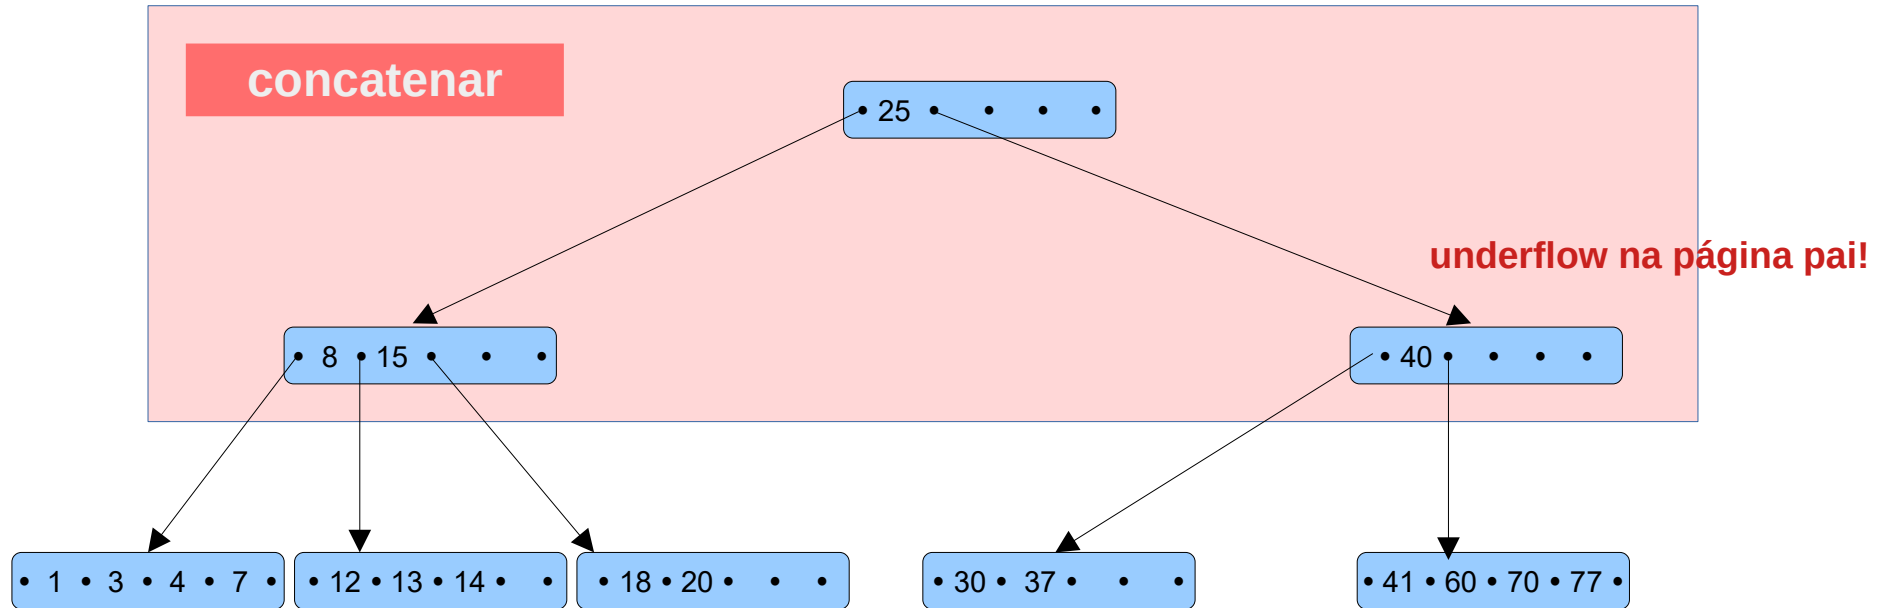 concatenar
• 25 • • • •
underflow na página pai!
• 8 • 15 • • •
• 40 • • • •
• 1 • 3 • 4 • 7 •
• 12 • 13 • 14 • •
• 18 • 20 • • •
• 30 • 37 • • •
• 41 • 60 • 70 • 77 •